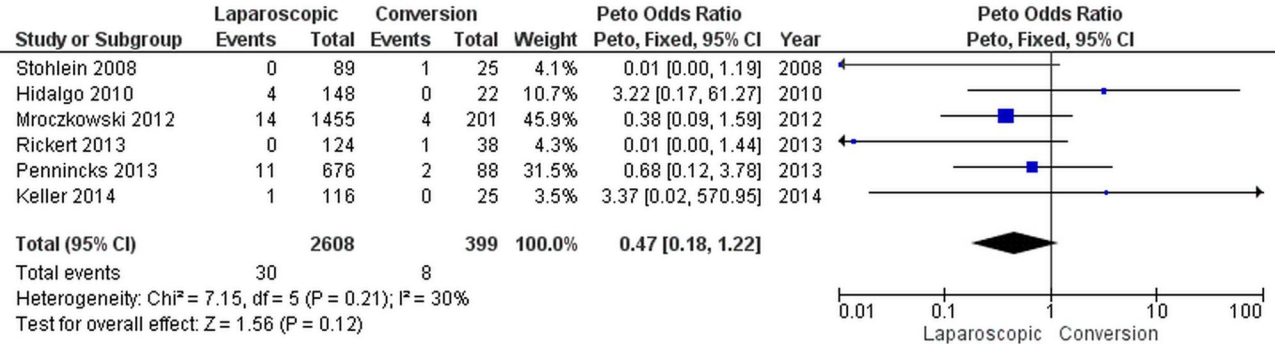 Laparoscopic Conversion Peto Odds Ratio Peto Odds Ratio
Study or Subgroup Events Total Events Total Weight Peto, Fixed, 95% CI Year Peto, Fixed, 95% CI
Stohlein 2008 0 89 1 25 4.1% 0.01 [0.00, 1.19] 2008
Hidalgo 2010 4 148 0 22 10.7% 3.22 [0.17, 61.27] 2010
Mroczkowski 2012 14 1455 4 201 45.9% 0.38 [0.09, 1.59] 2012
Rickert 2013 0 124 1 38 4.3% 0.01 [0.00, 1.44] 2013
Pennincks 2013 11 676 2 88 31.5% 0.68 [0.12, 3.78] 2013
Keller 2014 1 116 0 25 3.5% 3.37 [0.02, 570.95] 2014
Total (95% CI) 2608 399 100.0% 0.47 [0.18, 1.22]
Total events 30 8
Heterogeneity: Chi² = 7.15, df = 5 (P = 0.21); I² = 30%
Test for overall effect: Z = 1.56 (P = 0.12)
0.01 0.1 1 10 100
Laparoscopic Conversion